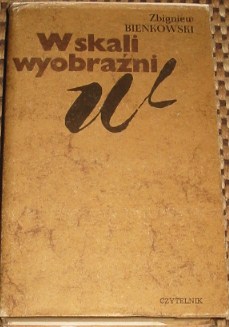 Zbigniew
BIEŃKOWSKI
W skali
wyobraźni
w
CZYTELNIK